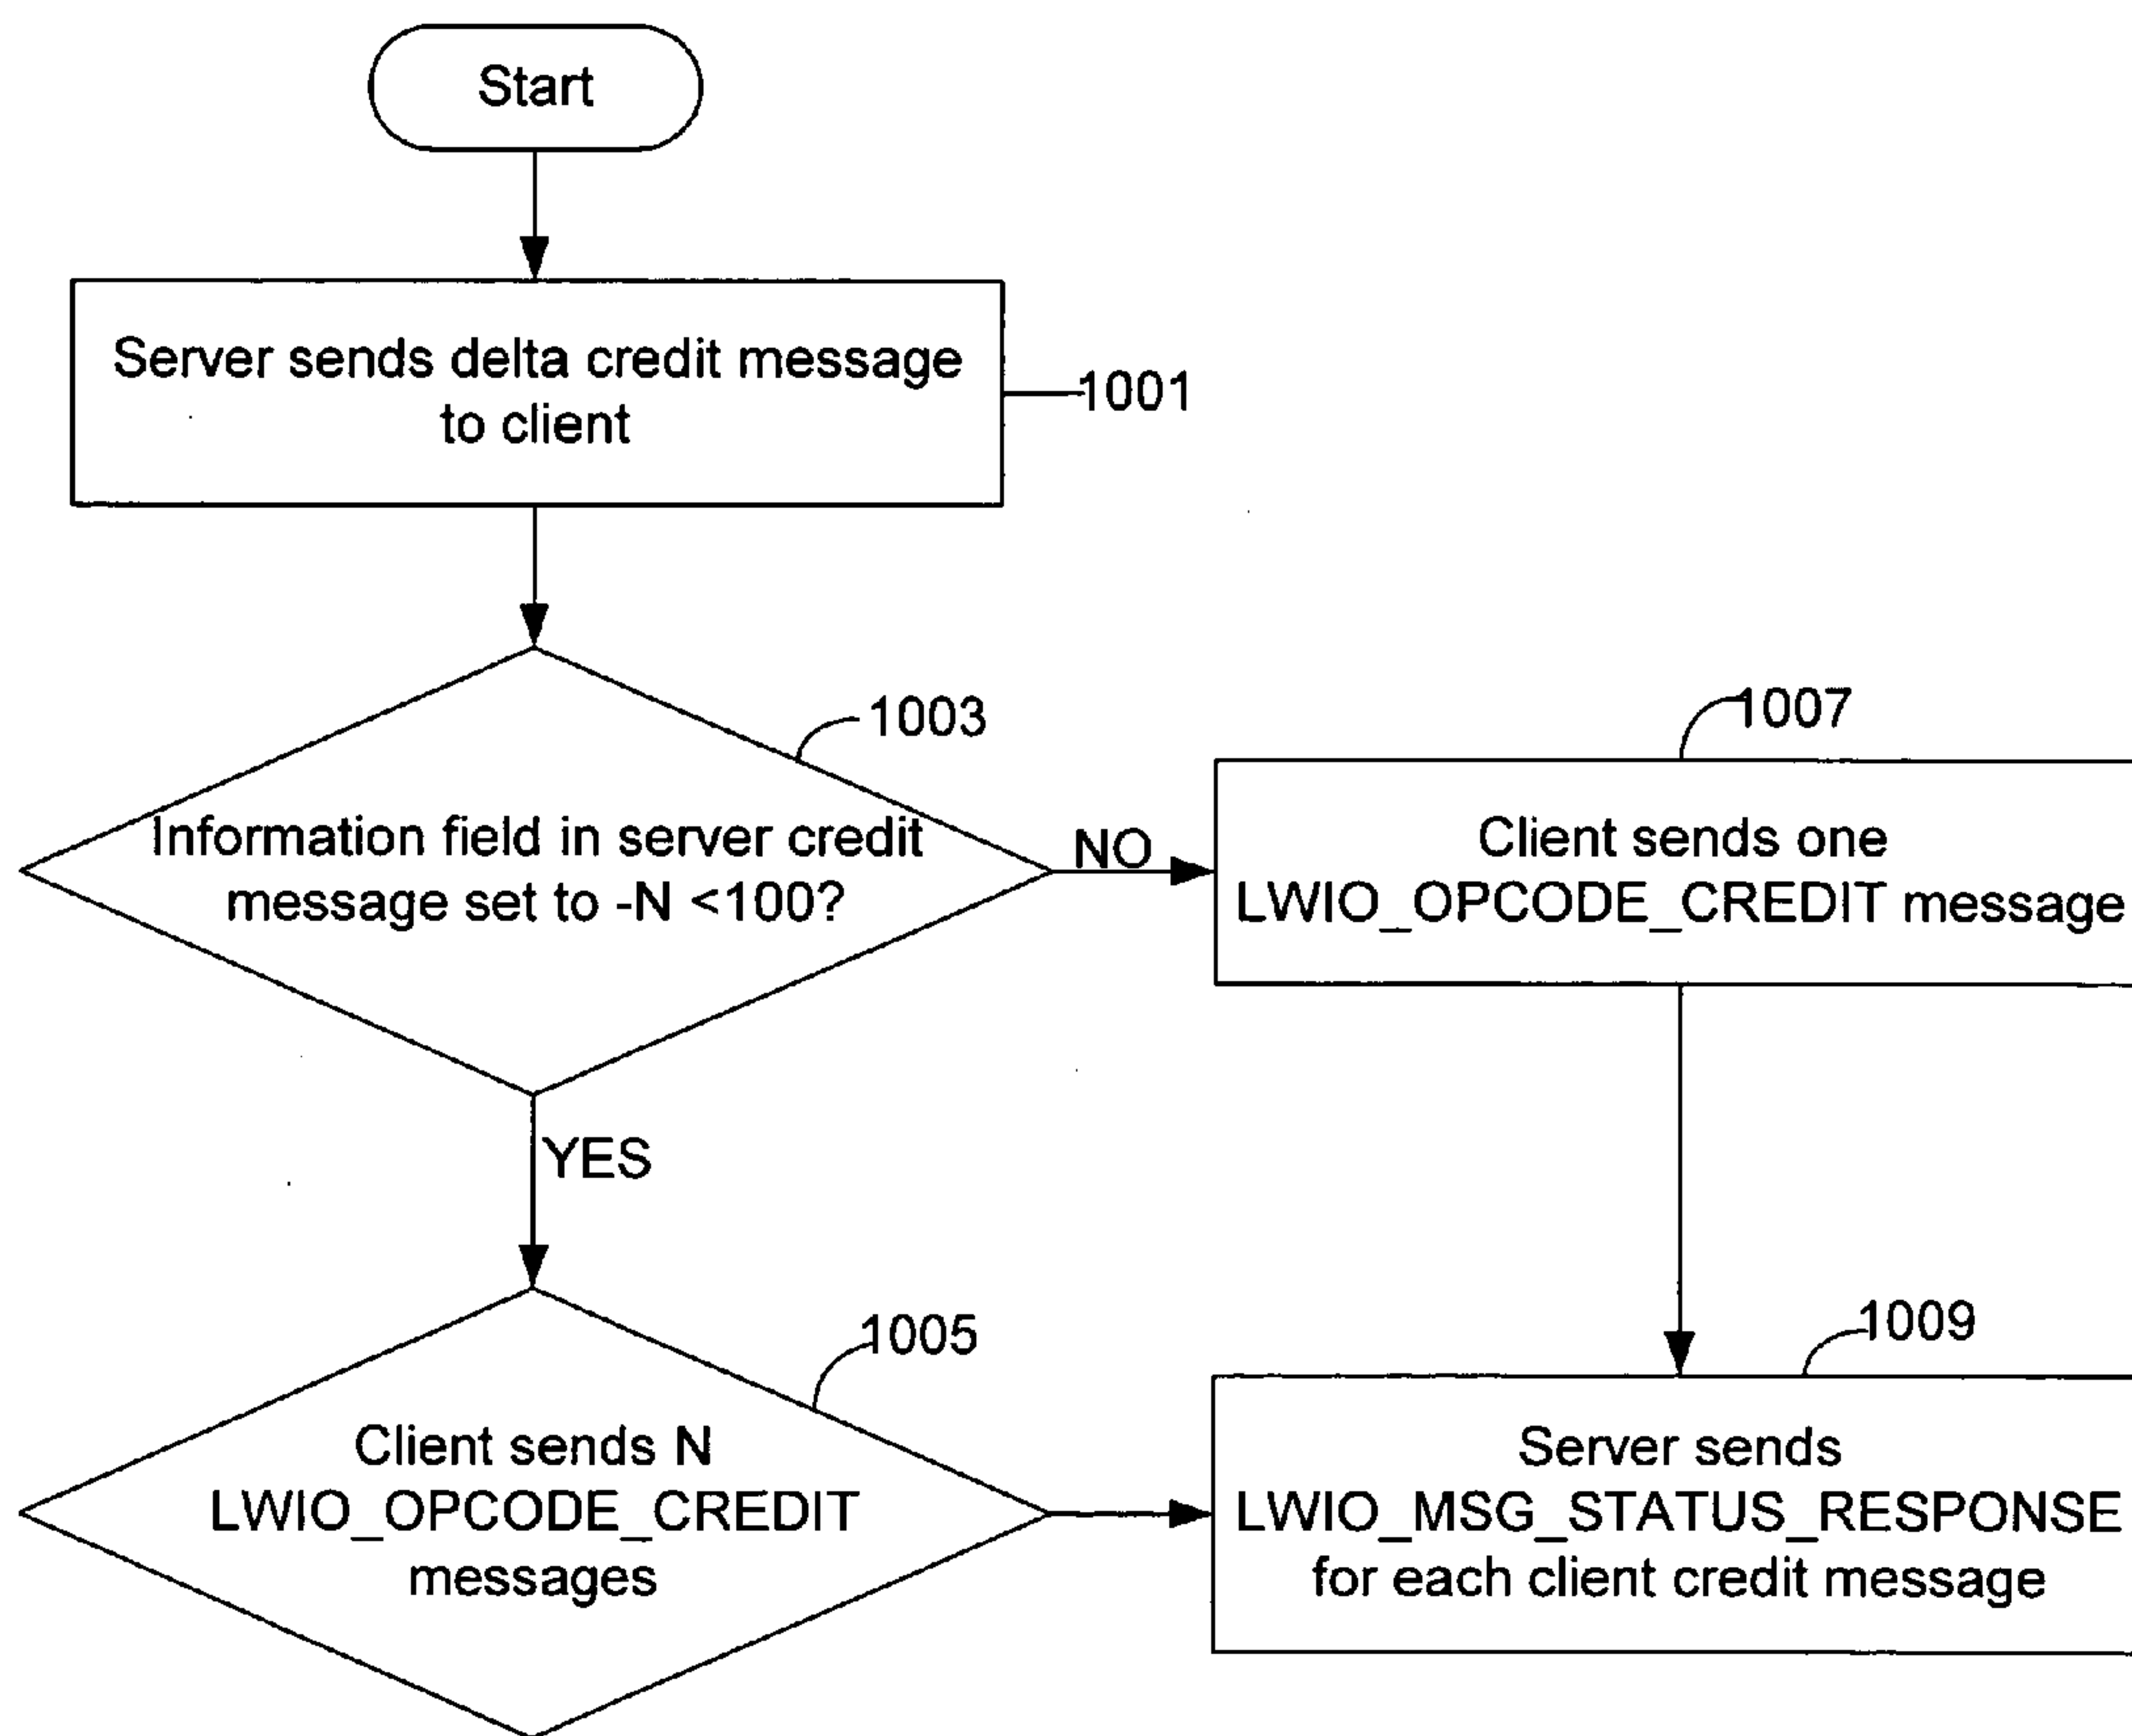 Start
Server sends delta credit message
to client
1001
1003
Information field in server credit
message set to -N <100?
NO
1007
Client sends one
LWIO_OPCODE_CREDIT message
YES
1005
Client sends N
LWIO_OPCODE_CREDIT
messages
1009
Server sends
LWIO_MSG_STATUS_RESPONSE
for each client credit message